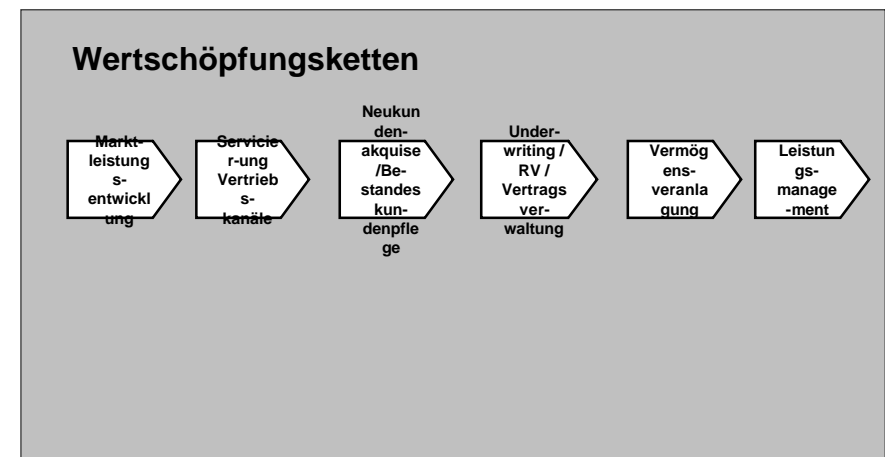 Wertschöpfungsketten
Markt-
leistung
s-
entwickl
ung
Servicie
r-ung
Vertrieb
s-
kanäle
Neukun
den-
akquise
/Be-
standes
kun-
denpfle
ge
Under-
writing /
RV /
Vertrags
ver-
waltung
Vermög
ens-
veranla
gung
Leistun
gs-
manage
-ment